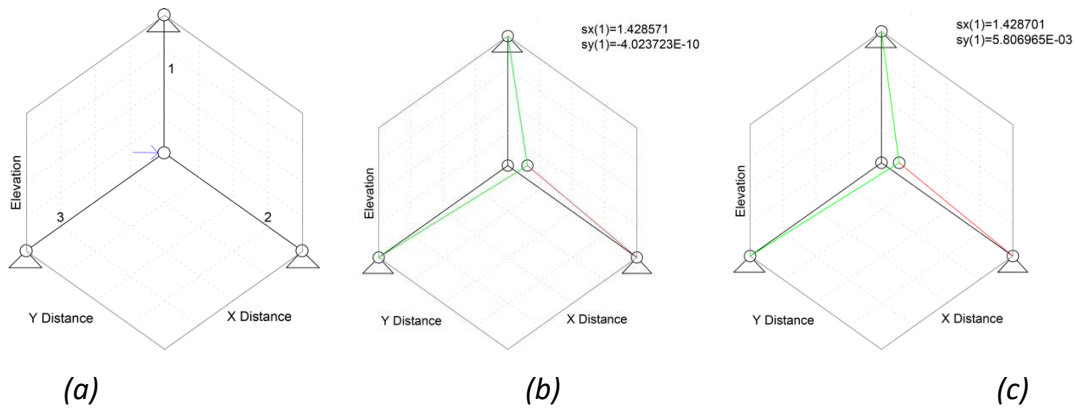 1
Elevation
3
2
Y Distance
X Distance
(a)
sx(1)=1.428571
sy(1)=-4.023723E-10
Elevation
Y Distance
X Distance
(b)
sx(1)=1.428701
sy(1)=5.806965E-03
Elevation
Y Distance
X Distance
(c)